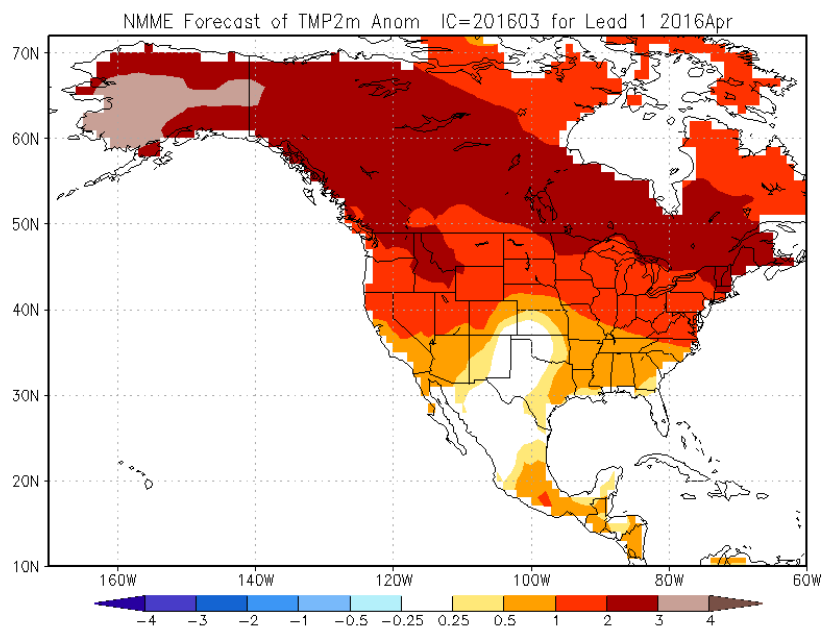 NMME Forecast of TMP2m Anom IC=201603 for Lead 1 2016Apr
70N
60N
50N
40N
30N
20N
10N
160W 140W 120W 100W 80W 60W
-4 -3 -2 -1 -0.5 -0.25 0.25 0.5 1 2 3 4